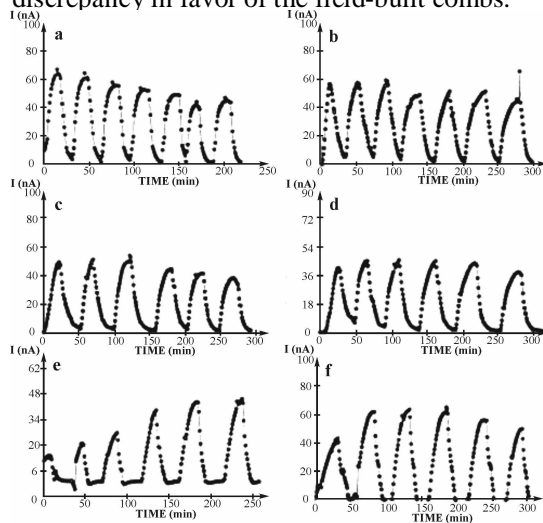 discrepancy in favor of the field-built combs.
I (nA) I (nA)
100 a 100 b
80 80
60 60
40 40
20 20
0 0
0 50 100 150 200 250 0 50 100 150 200 250 300
TIME (min) TIME (min)
I (nA) I (nA)
100 c 90 d
80 72
60 54
40 36
20 18
0 0
0 50 100 150 200 250 300 0 50 100 150 200 250 300
TIME (min) TIME (min)
I (nA) I (nA)
e 100 f
62 80
48 60
34 40
20 20
6 0
0 50 100 150 200 250 0 50 100 150 200 250 300
TIME (min) TIME (min)